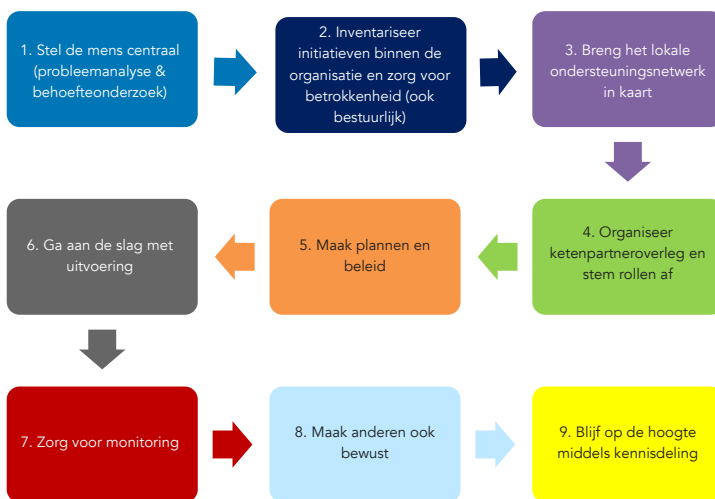 1. Stel de mens centraal
(probleemanalyse &
behoefteonderzoek)
2. Inventariseer
initiatieven binnen de
organisatie en zorg voor
betrokkenheid (ook
bestuurlijk)
3. Breng het lokale
ondersteuningsnetwerk
in kaart
4. Organiseer
ketenpartneroverleg en
stem rollen af
5. Maak plannen en
beleid
6. Ga aan de slag met
uitvoering
7. Zorg voor monitoring
8. Maak anderen ook
bewust
9. Blijf op de hoogte
middels kennisdeling